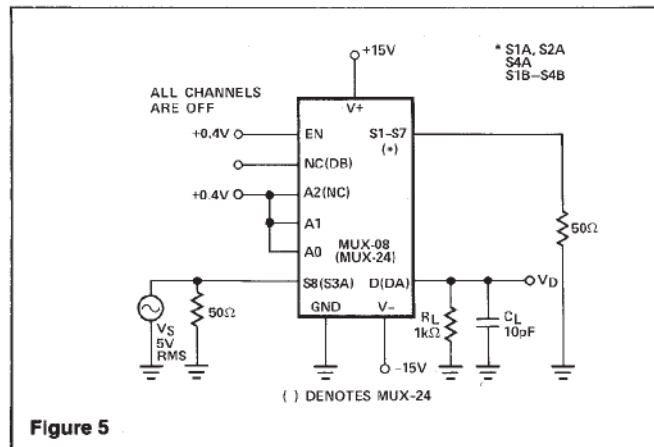 +15V
* S1A, S2A
S4A
S1B–S4B
ALL CHANNELS
ARE OFF
V+
+0.4V
EN
S1–S7
(*)
NC(DB)
+0.4V
A2(NC)
A1
50Ω
A0
MUX-08
(MUX-24)
S8(S3A)
D(DA)
VD
50Ω
GND
V–
RL
1kΩ
CL
10pF
VS
5V
RMS
–15V
( ) DENOTES MUX-24
Figure 5